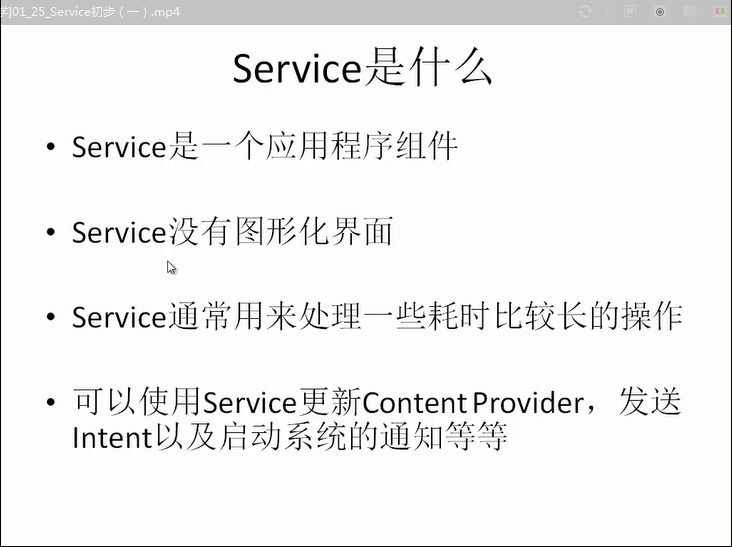 学]01_25_Service初步（一）.mp4
Service是什么
• Service是一个应用程序组件
• Service没有图形化界面
• Service通常用来处理一些耗时比较长的操作
• 可以使用Service更新Content Provider，发送
Intent以及启动系统的通知等等